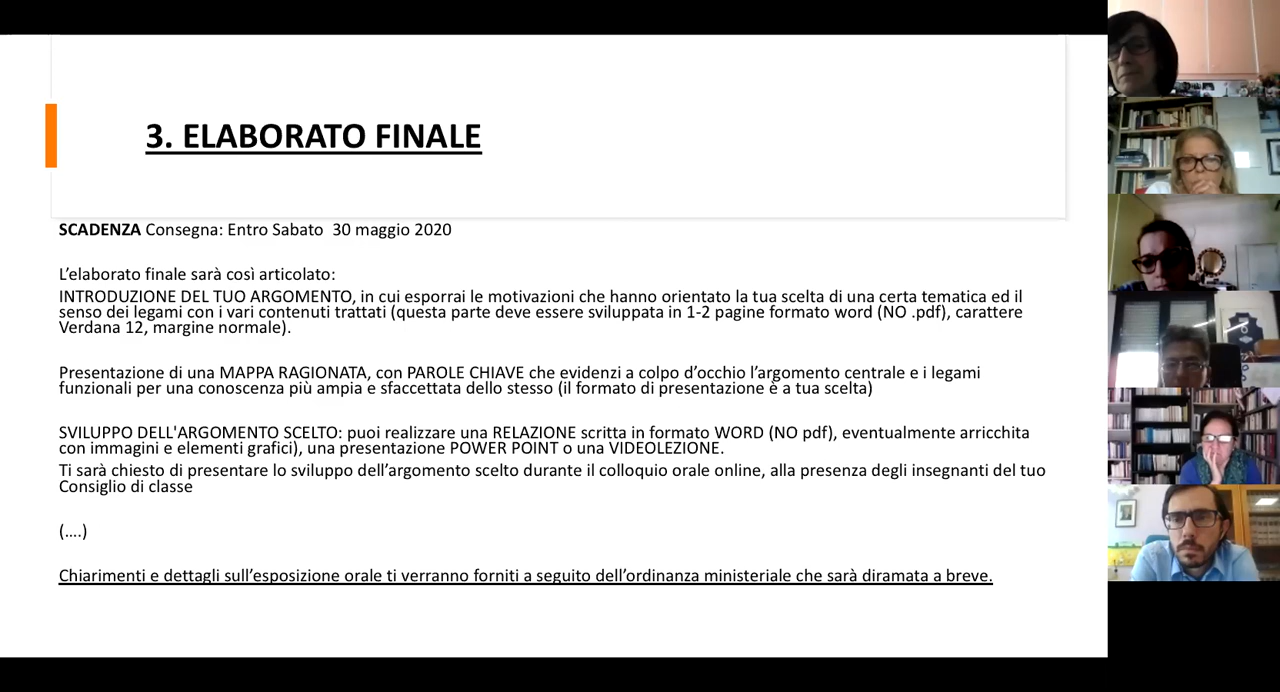 3. ELABORATO FINALE
SCADENZA Consegna: Entro Sabato 30 maggio 2020
L’elaborato finale sarà così articolato:
INTRODUZIONE DEL TUO ARGOMENTO, in cui esporrai le motivazioni che hanno orientato la tua scelta di una certa tematica ed il
senso dei legami con i vari contenuti trattati (questa parte deve essere sviluppata in 1-2 pagine formato word (NO .pdf), carattere
Verdana 12, margine normale).
Presentazione di una MAPPA RAGIONATA, con PAROLE CHIAVE che evidenzi a colpo d’occhio l’argomento centrale e i legami
funzionali per una conoscenza più ampia e sfaccettata dello stesso (il formato di presentazione è a tua scelta)
SVILUPPO DELL'ARGOMENTO SCELTO: puoi realizzare una RELAZIONE scritta in formato WORD (NO pdf), eventualmente arricchita
con immagini e elementi grafici), una presentazione POWER POINT o una VIDEOLEZIONE.
Ti sarà chiesto di presentare lo sviluppo dell’argomento scelto durante il colloquio orale online, alla presenza degli insegnanti del tuo
Consiglio di classe
(....)
Chiarimenti e dettagli sull’esposizione orale ti verranno forniti a seguito dell’ordinanza ministeriale che sarà diramata a breve.